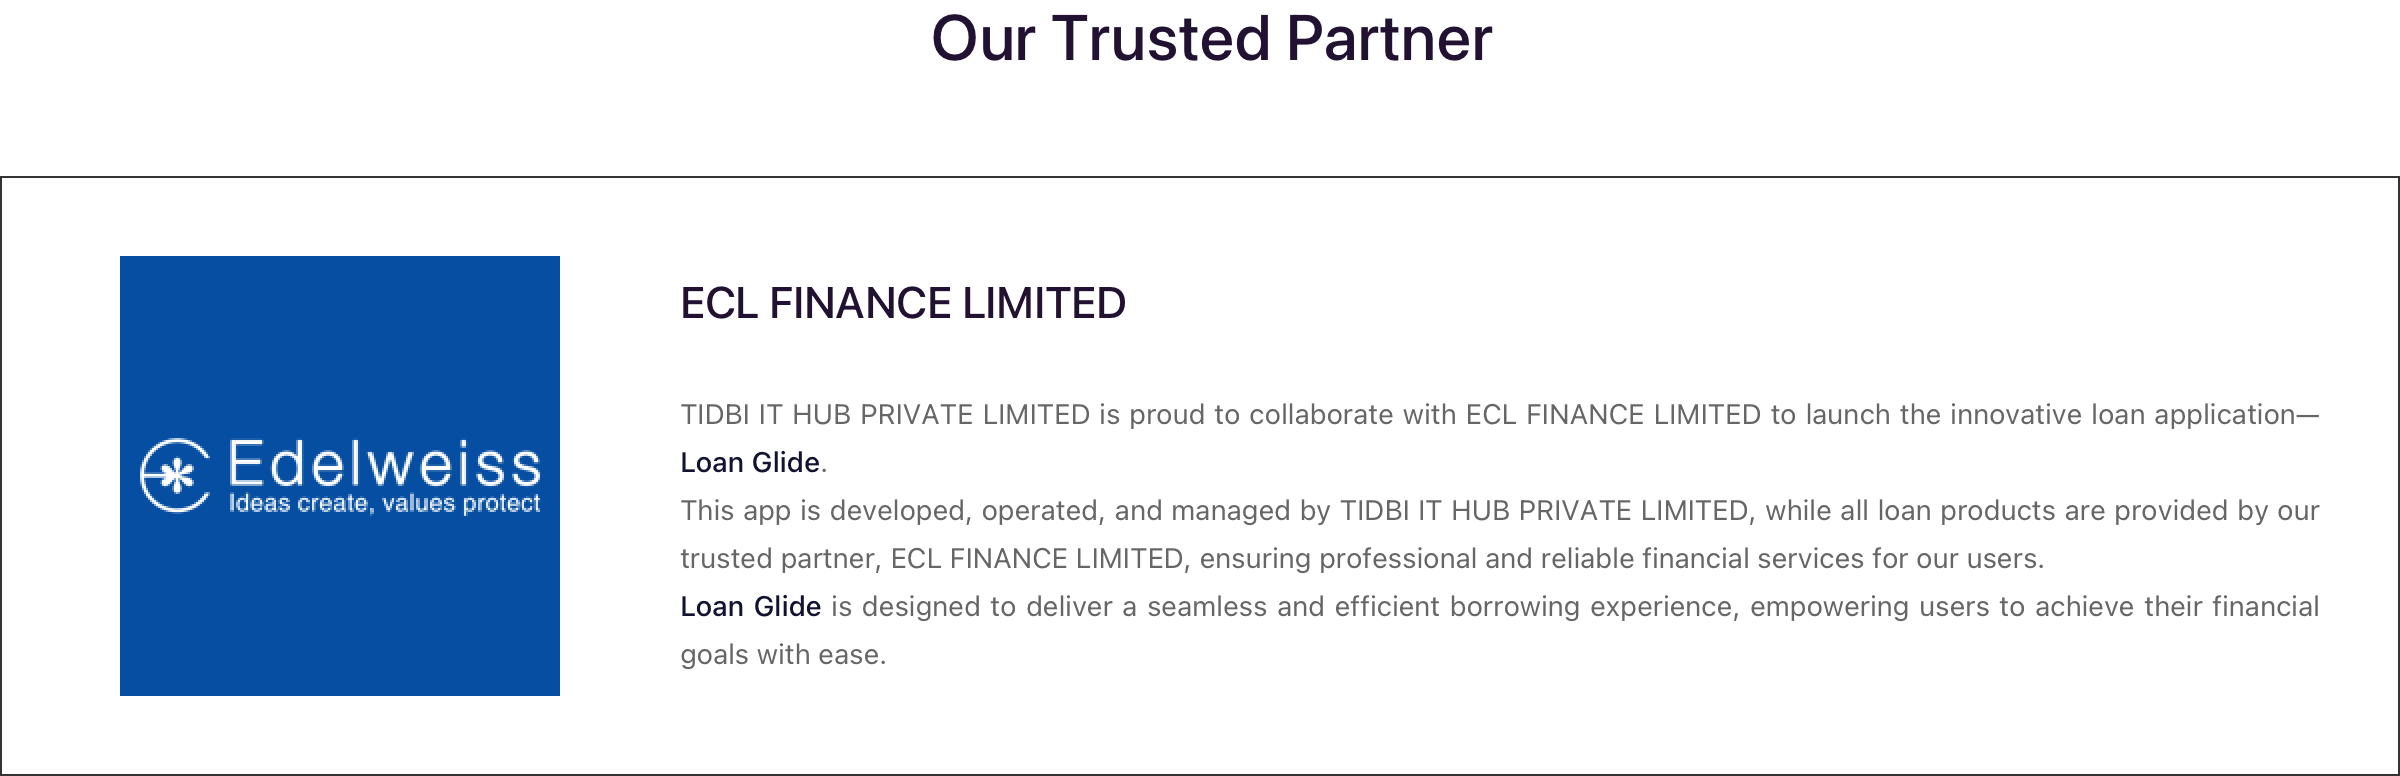 Our Trusted Partner
Edelweiss
Ideas create, values protect
ECL FINANCE LIMITED
TIDBI IT HUB PRIVATE LIMITED is proud to collaborate with ECL FINANCE LIMITED to launch the innovative loan application—
Loan Glide.
This app is developed, operated, and managed by TIDBI IT HUB PRIVATE LIMITED, while all loan products are provided by our
trusted partner, ECL FINANCE LIMITED, ensuring professional and reliable financial services for our users.
Loan Glide is designed to deliver a seamless and efficient borrowing experience, empowering users to achieve their financial
goals with ease.